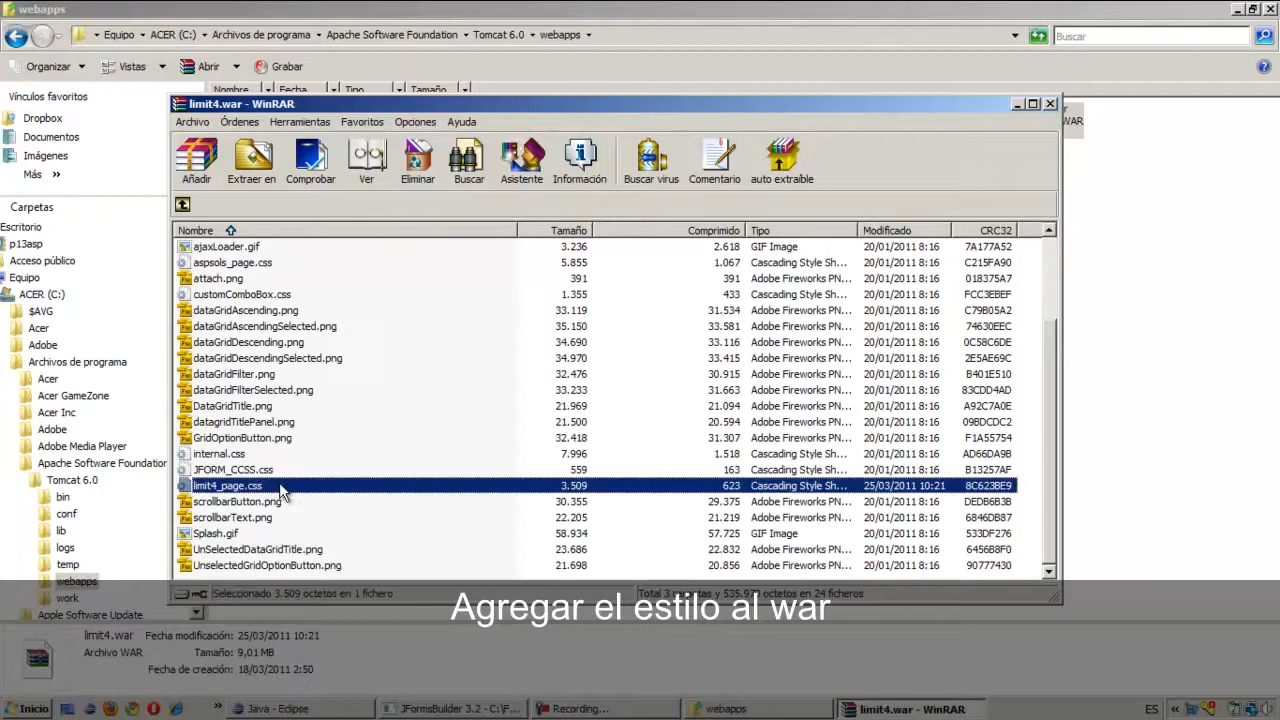 webapps
Equipo ▸ ACER (C:) ▸ Archivos de programa ▸ Apache Software Foundation ▸ Tomcat 6.0 ▸ webapps
Buscar
Organizar Vistas Abrir Grabar
Vínculos favoritos
Dropbox
Documentos
Imágenes
Más »
Carpetas
Escritorio
p13asp
Acceso público
Equipo
ACER (C:)
$AVG
Acer
Adobe
Archivos de programa
Acer
Acer GameZone
Acer Inc
Adobe
Adobe Media Player
Apache Software Foundation
Tomcat 6.0
bin
conf
lib
logs
temp
webapps
work
Apple Software Update
Nombre Fecha Tipo Tamaño
WAR
limit4.war - WinRAR
Archivo Órdenes Herramientas Favoritos Opciones Ayuda
Añadir Extraer en Comprobar Ver Eliminar Buscar Asistente Información Buscar virus Comentario auto extraíble
Nombre Tamaño Comprimido Tipo Modificado CRC32
ajaxLoader.gif 3.236 2.618 GIF Image 20/01/2011 8:16 7A177A52
aspsols_page.css 5.855 1.067 Cascading Style Sh... 20/01/2011 8:16 C215FA90
attach.png 391 391 Adobe Fireworks PN... 20/01/2011 8:16 018375A7
customComboBox.css 1.355 433 Cascading Style Sh... 20/01/2011 8:16 FCC3EBEF
dataGridAscending.png 33.119 31.534 Adobe Fireworks PN... 20/01/2011 8:16 C79B05A2
dataGridAscendingSelected.png 35.150 33.581 Adobe Fireworks PN... 20/01/2011 8:16 74630EEC
dataGridDescending.png 34.690 33.116 Adobe Fireworks PN... 20/01/2011 8:16 0C58C6DE
dataGridDescendingSelected.png 34.970 33.415 Adobe Fireworks PN... 20/01/2011 8:16 2E5AE69C
dataGridFilter.png 32.476 30.915 Adobe Fireworks PN... 20/01/2011 8:16 B401E510
dataGridFilterSelected.png 33.233 31.663 Adobe Fireworks PN... 20/01/2011 8:16 83CDD4AD
DataGridTitle.png 21.969 21.094 Adobe Fireworks PN... 20/01/2011 8:16 A92C7A0E
datagridTitlePanel.png 21.500 20.594 Adobe Fireworks PN... 20/01/2011 8:16 09BDCDC2
GridOptionButton.png 32.418 31.307 Adobe Fireworks PN... 20/01/2011 8:16 F1A55754
internal.css 7.996 1.518 Cascading Style Sh... 20/01/2011 8:16 AD66DA9B
JFORM_CCSS.css 559 163 Cascading Style Sh... 20/01/2011 8:16 B13257AF
limit4_page.css 3.509 623 Cascading Style Sh... 25/03/2011 10:21 8C623BE9
scrollbarButton.png 30.355 29.375 Adobe Fireworks PN... 20/01/2011 8:16 DEDB6B3B
scrollbarText.png 22.205 21.219 Adobe Fireworks PN... 20/01/2011 8:16 6846DB87
Splash.gif 58.934 57.725 GIF Image 20/01/2011 8:16 533DF276
UnSelectedDataGridTitle.png 23.686 22.832 Adobe Fireworks PN... 20/01/2011 8:16 6456B8F0
UnselectedGridOptionButton.png 21.698 20.856 Adobe Fireworks PN... 20/01/2011 8:16 90777430
Seleccionado 3.509 octetos en 1 fichero
octetos en 24 ficheros
Agregar el estilo al war
limit4.war Fecha modificación: 25/03/2011 10:21
Archivo WAR Tamaño: 9,01 MB
Fecha de creación: 18/03/2011 2:50
Inicio » Java - Eclipse JFormsBuilder 3.2 - C:\F... Recording... webapps limit4.war - WinRAR ES «